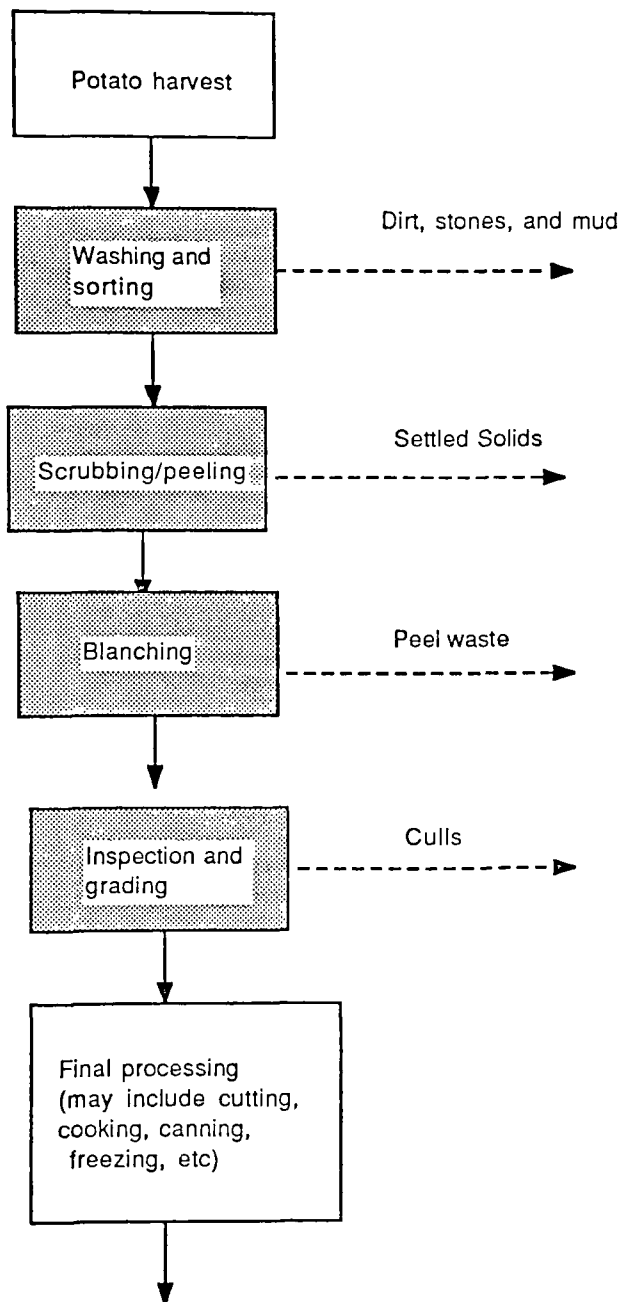 Potato harvest
Dirt, stones, and mud
Washing and
sorting
Settled Solids
Scrubbing/peeling
Peel waste
Blanching
Culls
Inspection and
grading
Final processing
(may include cutting,
cooking, canning,
freezing, etc)